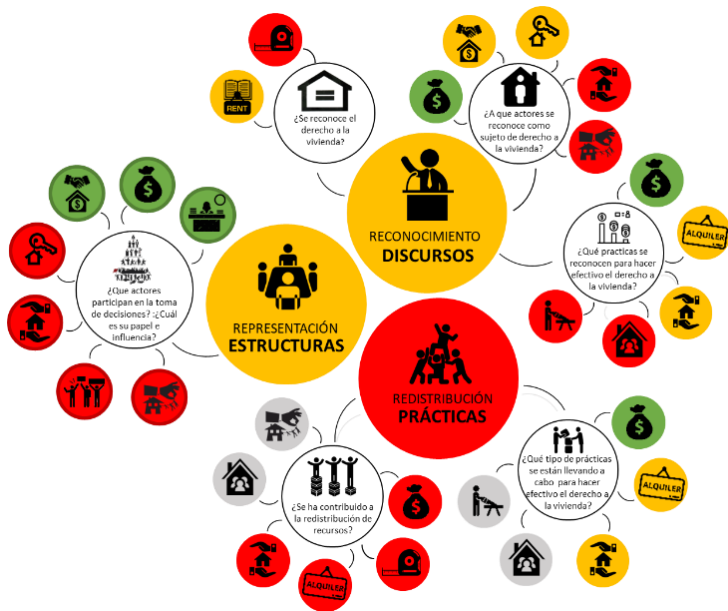 ¿Se reconoce el
derecho a la
vivienda?
RENT
¿A que actores se
reconoce como
sujeto de derecho a
la vivienda?
RECONOCIMIENTO
DISCURSOS
¿Qué practicas se
reconocen para hacer
efectivo el derecho a
la vivienda?
ALQUILER
¿Que actores
participan en la toma
de decisiones? ¿Cuál
es su papel e
influencia?
REPRESENTACIÓN
ESTRUCTURAS
REDISTRIBUCIÓN
PRÁCTICAS
¿Se ha contribuido a
la redistribución de
recursos?
ALQUILER
¿Qué tipo de prácticas
se están llevando a
cabo para hacer
efectivo el derecho a
la vivienda?
ALQUILER